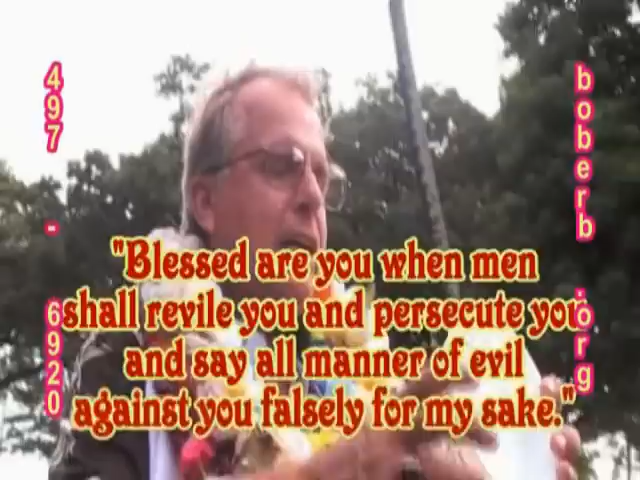 497 - 6920
boberb.org
"Blessed are you when men
shall revile you and persecute you
and say all manner of evil
against you falsely for my sake."